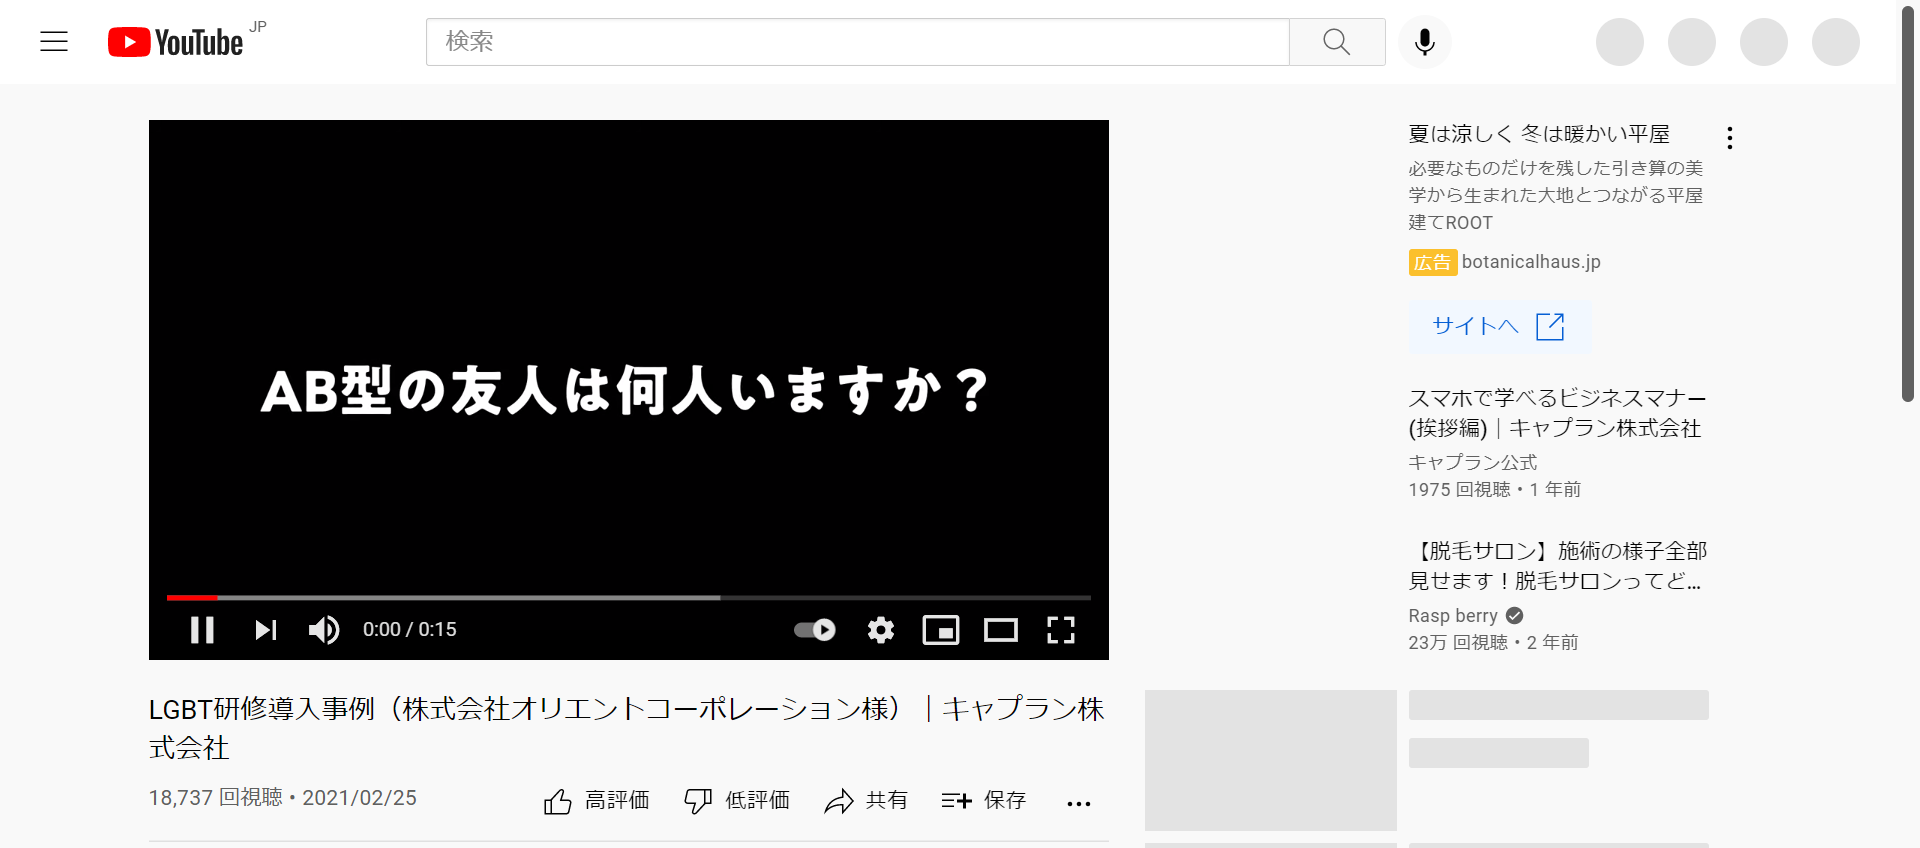 YouTube JP
検索
AB型の友人は何人いますか？
0:00 / 0:15
LGBT研修導入事例（株式会社オリエントコーポレーション様）｜キャプラン株
式会社
18,737 回視聴・2021/02/25
高評価 低評価 共有 保存
夏は涼しく 冬は暖かい平屋
必要なものだけを残した引き算の美
学から生まれた大地とつながる平屋
建てROOT
広告 botanicalhaus.jp
サイトへ
スマホで学べるビジネスマナー
(挨拶編)｜キャプラン株式会社
キャプラン公式
1975 回視聴・1 年前
【脱毛サロン】施術の様子全部
見せます！脱毛サロンってど...
Rasp berry
23万 回視聴・2 年前